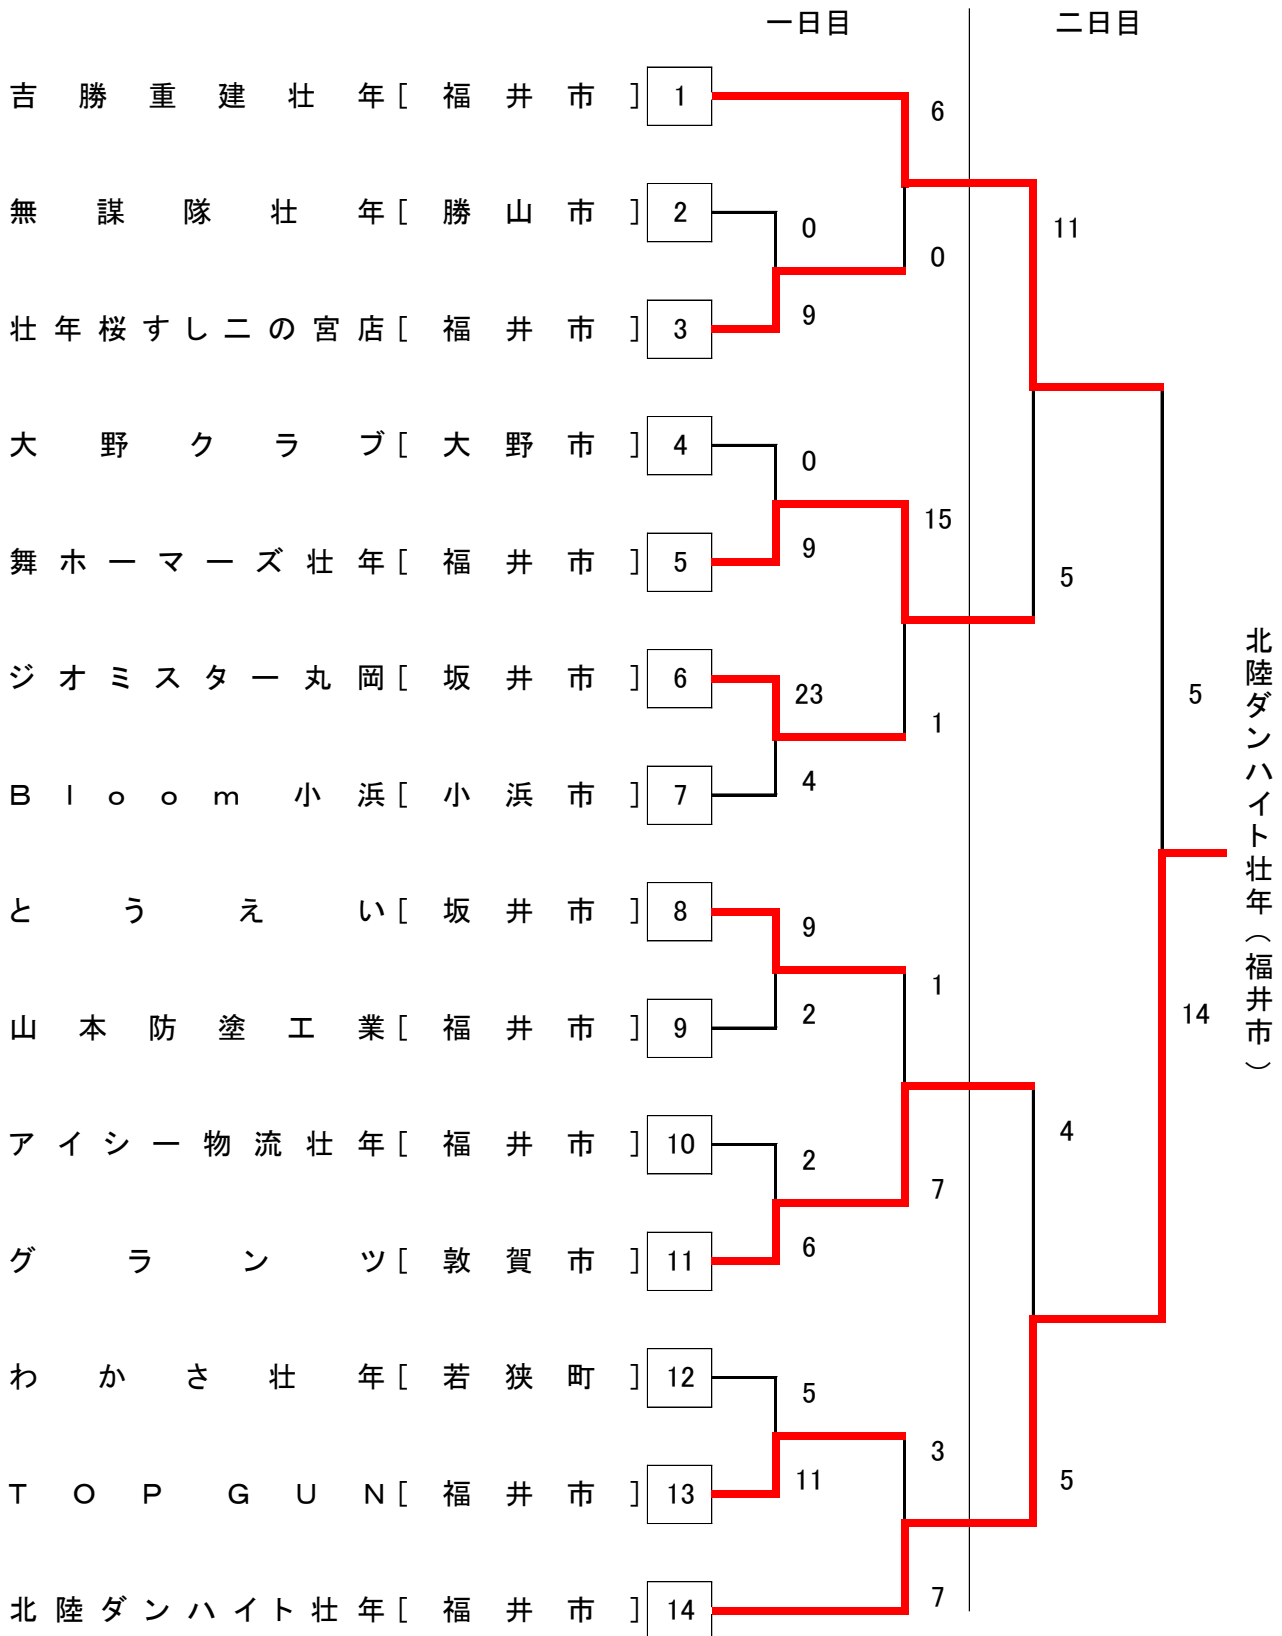 一日目 二日目
吉勝重建壮年[福井市] 1
6
無謀隊壮年[勝山市] 2
0
11
0
壮年桜すし二の宮店[福井市] 3
9
大野クラブ[大野市] 4
0
15
舞ホーマーズ壮年[福井市] 5
9
5
ジオミスター丸岡[坂井市] 6
23
5
1
Bloom小浜[小浜市] 7
4
とうえい[坂井市] 8
9
1
山本防塗工業[福井市] 9
2
14
北陸ダンハイト壮年(福井市)
アイシー物流壮年[福井市] 10
4
2
7
グランツ[敦賀市] 11
6
わかさ壮年[若狭町] 12
5
3
TOP GUN[福井市] 13
11
5
北陸ダンハイト壮年[福井市] 14
7